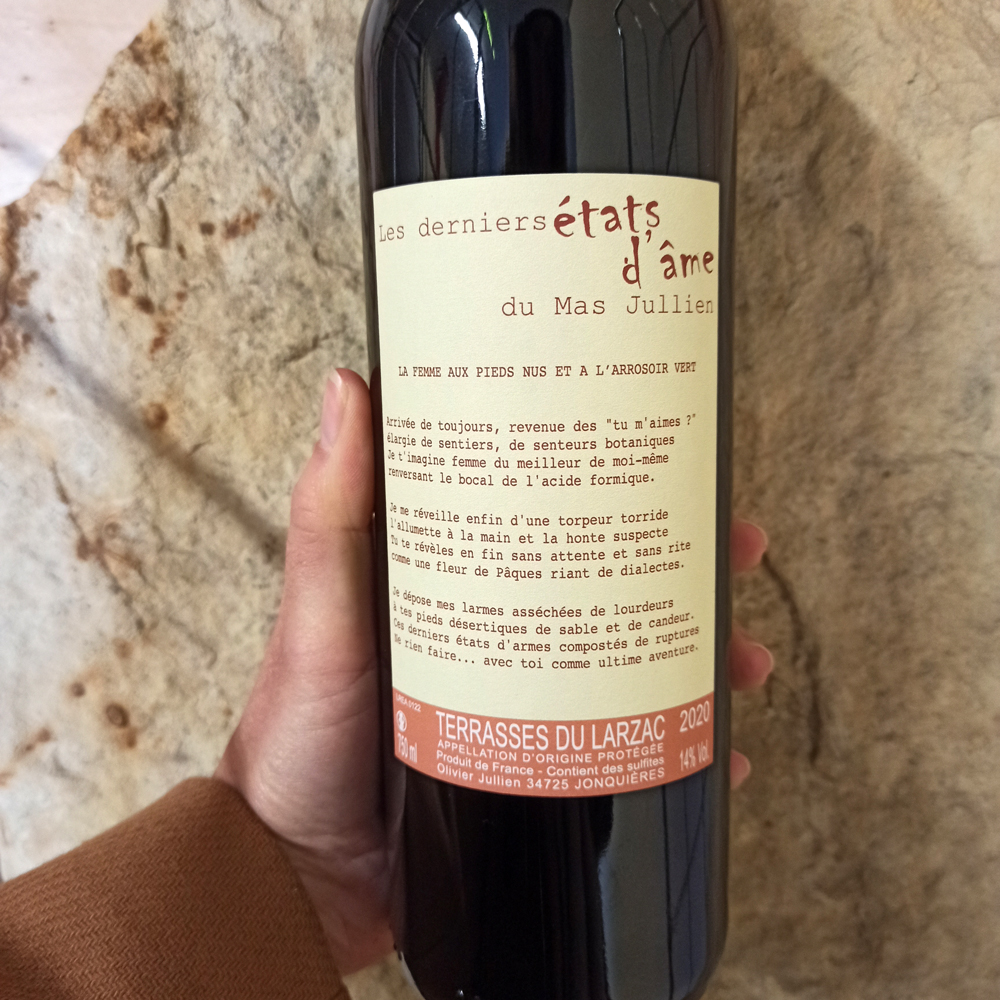 Les derniers états
d'âme
du Mas Jullien
LA FEMME AUX PIEDS NUS ET A L'ARROSOIR VERT
Arrivée de toujours, revenue des "tu m'aimes ?"
élargie de sentiers, de senteurs botaniques
Je t'imagine femme du meilleur de moi-même
renversant le bocal de l'acide formique.
Je me réveille enfin d'une torpeur torride
l'allumette à la main et la honte suspecte
Tu te révèles en fin sans attente et sans rite
comme une fleur de Pâques riant de dialectes.
Je dépose mes larmes asséchées de lourdeurs
à tes pieds désertiques de sable et de candeur.
Ces derniers états d'armes compostés de ruptures
Ne rien faire... avec toi comme ultime aventure.
LREA 0122
750 ml
TERRASSES DU LARZAC 2020
APPELLATION D'ORIGINE PROTÉGÉE
Produit de France - Contient des sulfites 14% Vol.
Olivier Jullien 34725 JONQUIÈRES